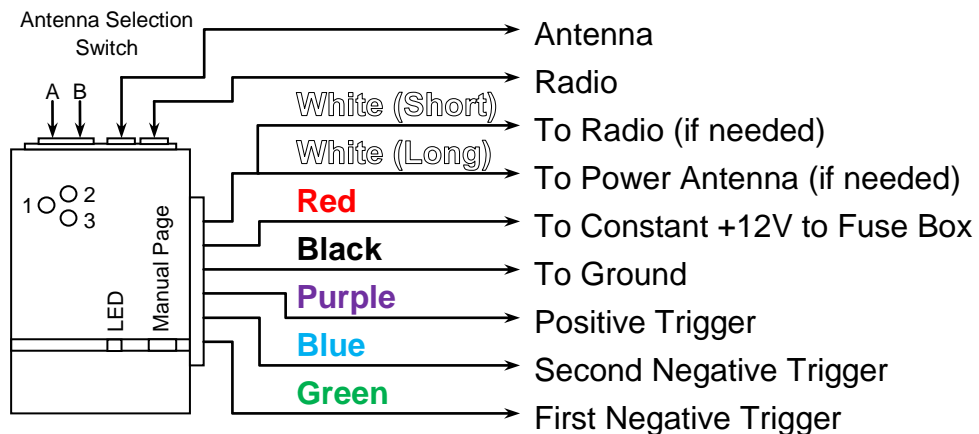 Antenna Selection
Switch
Antenna
Radio
A B
White (Short)
To Radio (if needed)
White (Long)
To Power Antenna (if needed)
1 2
3
Red
To Constant +12V to Fuse Box
Black
To Ground
Purple
Positive Trigger
LED
Manual Page
Blue
Second Negative Trigger
Green
First Negative Trigger